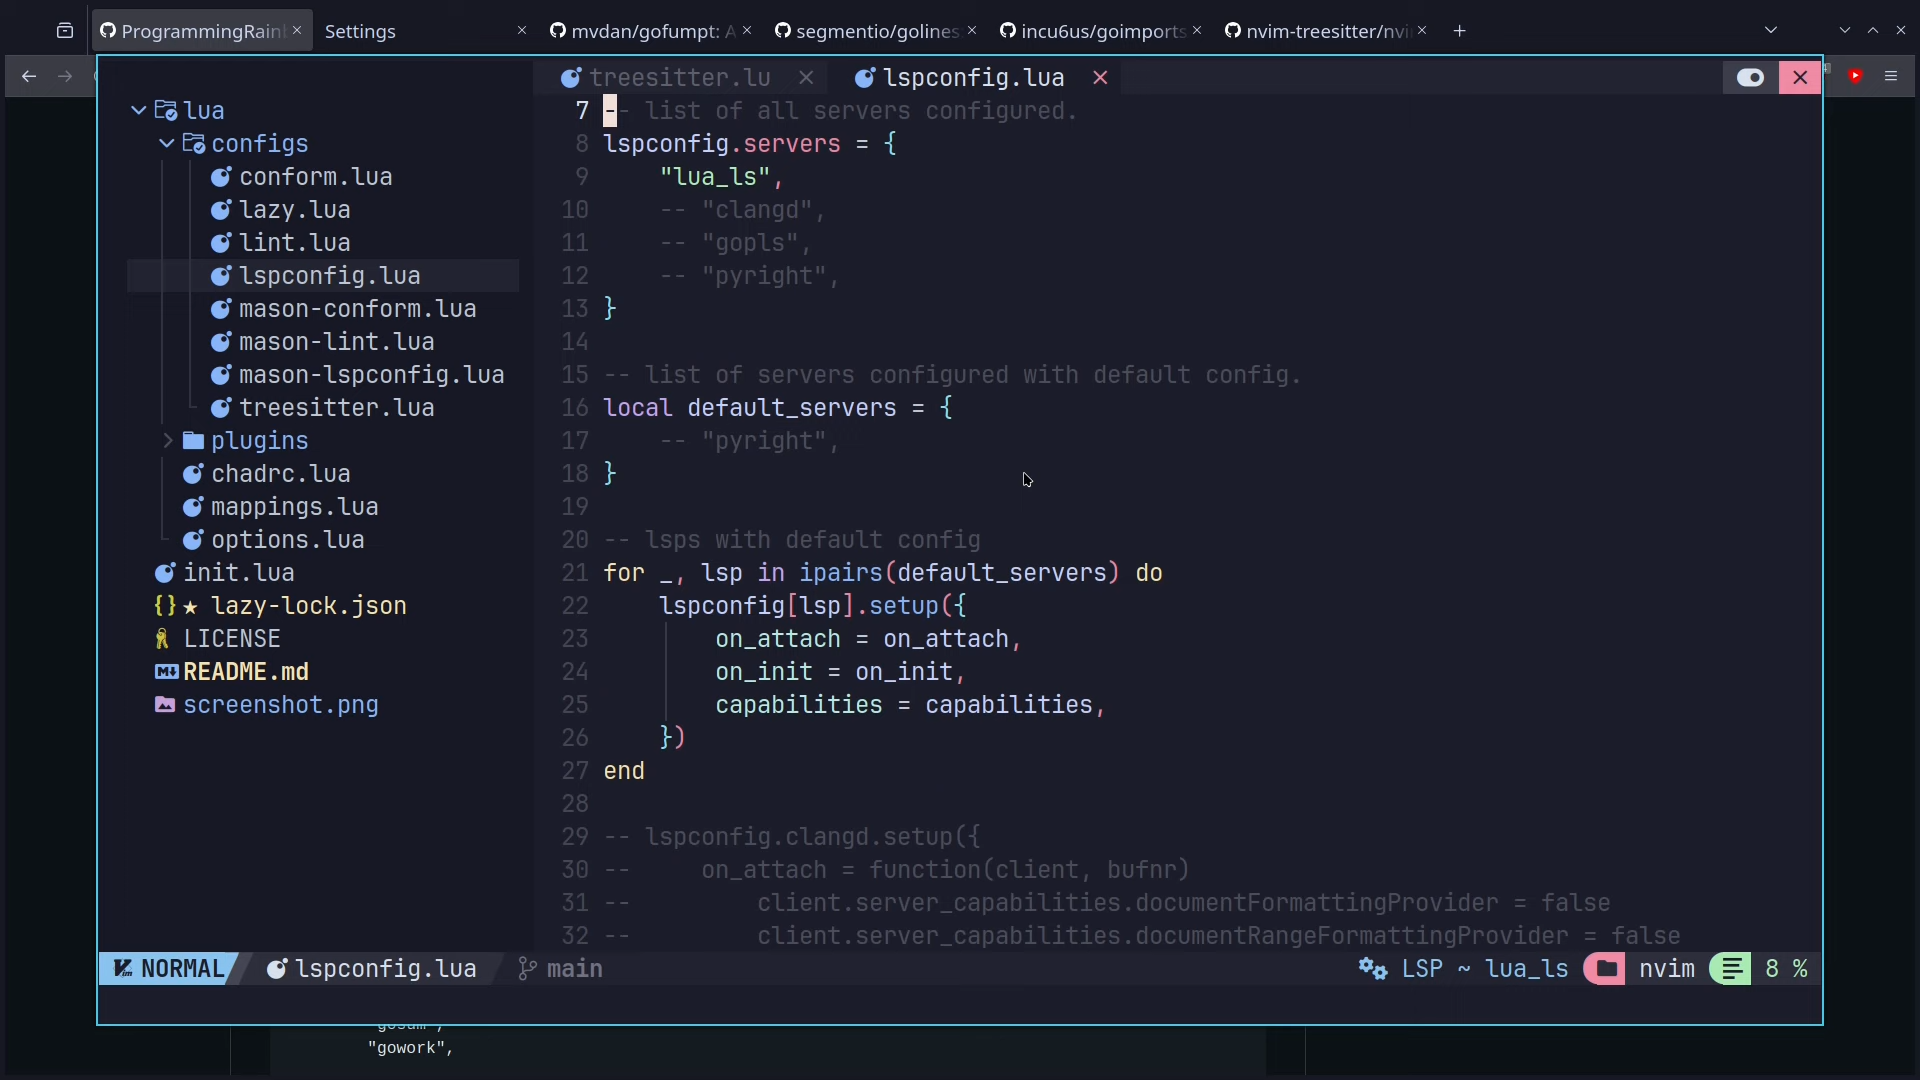 ProgrammingRainb
Settings
mvdan/gofumpt: A
segmentio/golines:
incu6us/goimports
nvim-treesitter/nvi
treesitter.lu
lspconfig.lua
lua
configs
conform.lua
lazy.lua
lint.lua
lspconfig.lua
mason-conform.lua
mason-lint.lua
mason-lspconfig.lua
treesitter.lua
plugins
chadrc.lua
mappings.lua
options.lua
init.lua
{} ★ lazy-lock.json
LICENSE
README.md
screenshot.png
7 -- list of all servers configured.
8 lspconfig.servers = {
9     "lua_ls",
10     -- "clangd",
11     -- "gopls",
12     -- "pyright",
13 }
14
15 -- list of servers configured with default config.
16 local default_servers = {
17     -- "pyright",
18 }
19
20 -- lsps with default config
21 for _, lsp in ipairs(default_servers) do
22     lspconfig[lsp].setup({
23         on_attach = on_attach,
24         on_init = on_init,
25         capabilities = capabilities,
26     })
27 end
28
29 -- lspconfig.clangd.setup({
30 --     on_attach = function(client, bufnr)
31 --         client.server_capabilities.documentFormattingProvider = false
32 --         client.server_capabilities.documentRangeFormattingProvider = false
NORMAL lspconfig.lua main LSP ~ lua_ls nvim 8 %
"gowork",